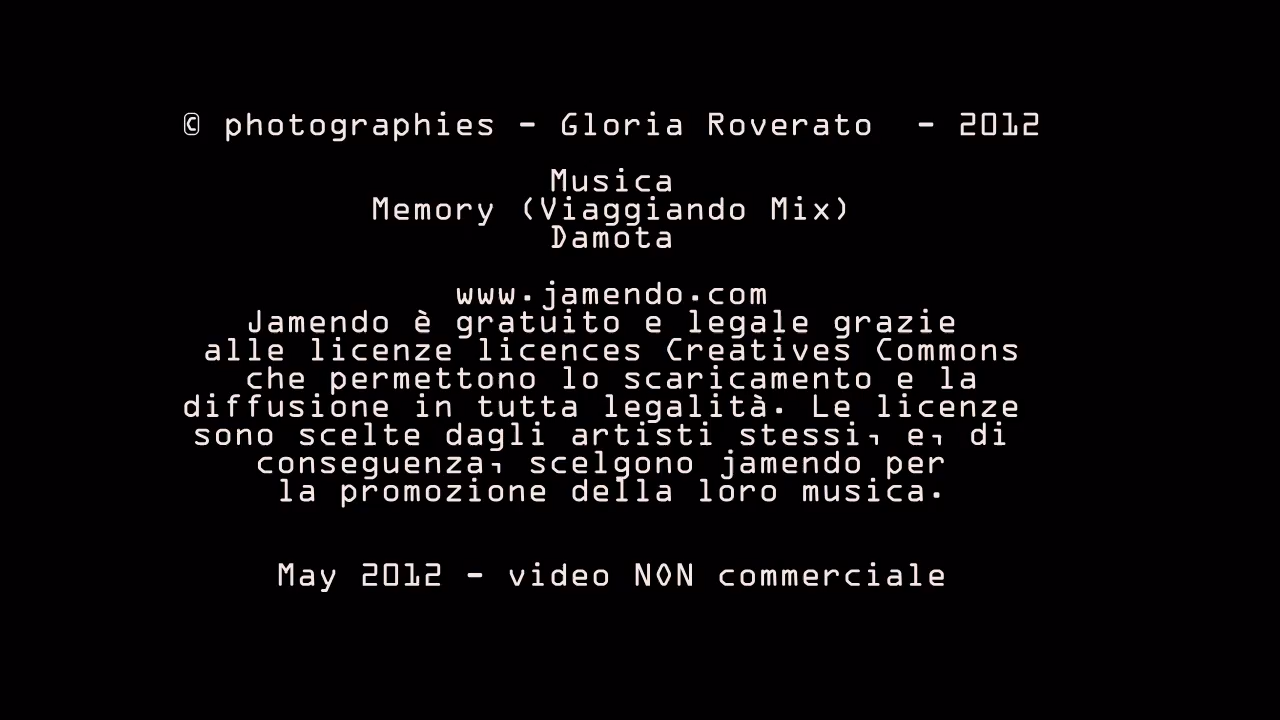 © photographies - Gloria Roverato - 2012
Musica
Memory (Viaggiando Mix)
Damota
www.jamendo.com
Jamendo è gratuito e legale grazie
alle licenze licences Creatives Commons
che permettono lo scaricamento e la
diffusione in tutta legalità. Le licenze
sono scelte dagli artisti stessi, e, di
conseguenza, scelgono jamendo per
la promozione della loro musica.
May 2012 - video NON commerciale